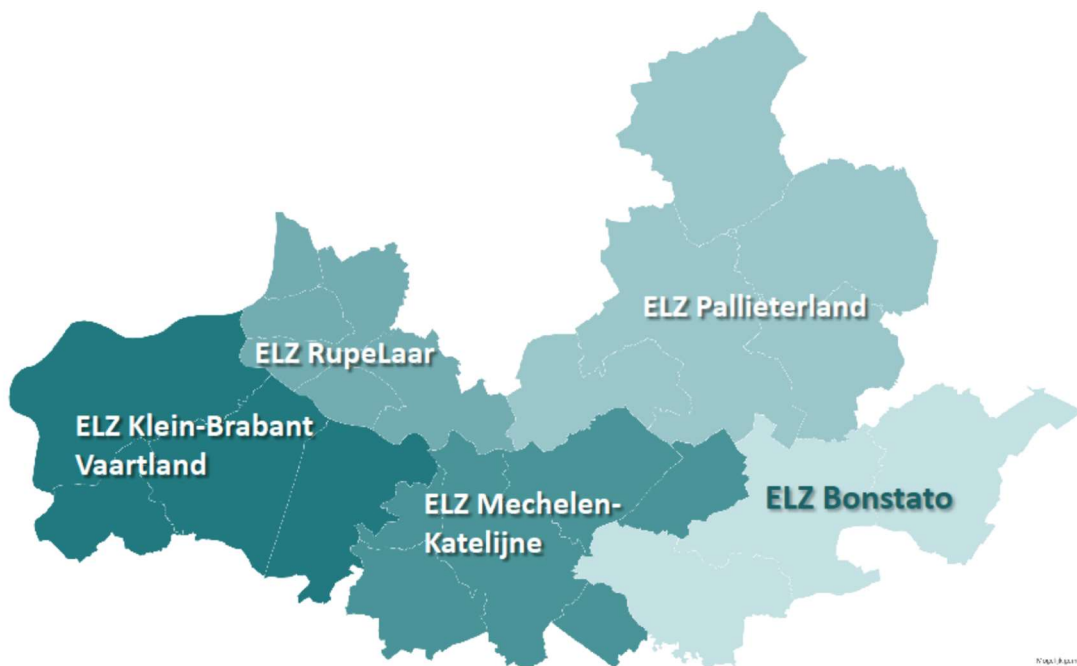 ELZ Pallieterland
ELZ RupeLaar
ELZ Klein-Brabant
Vaartland
ELZ Mechelen-
Katelijne
ELZ Bonstato